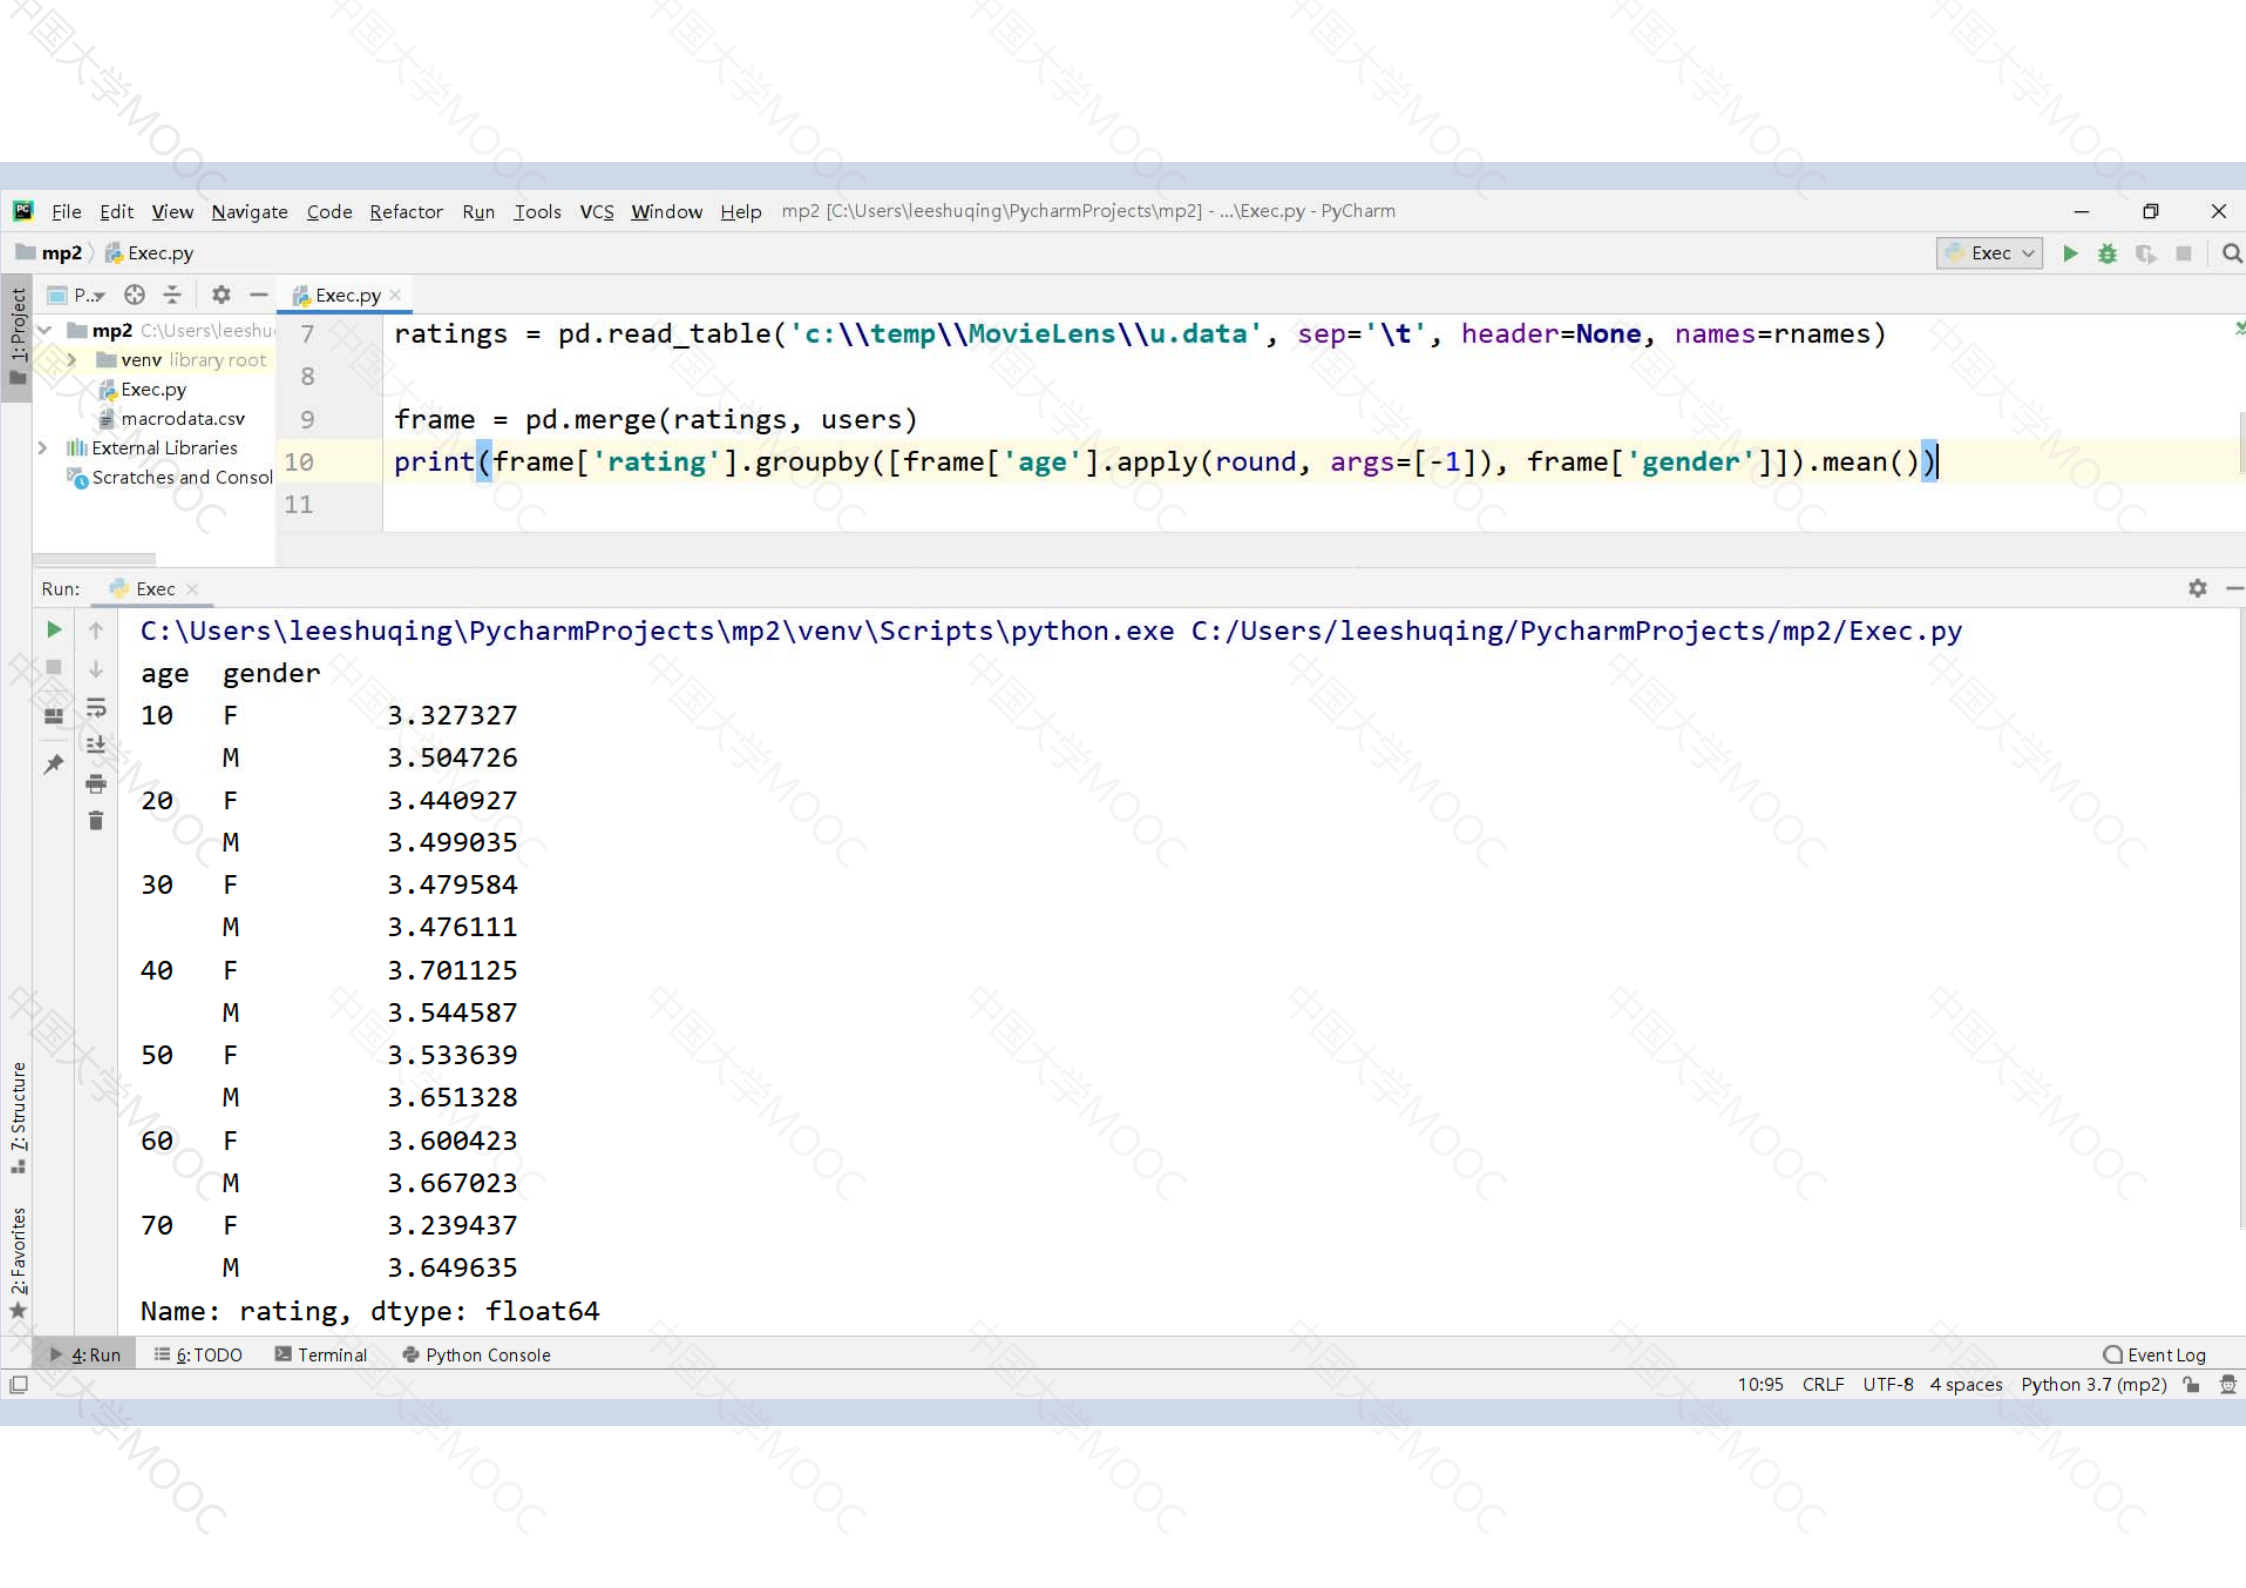 File Edit View Navigate Code Refactor Run Tools VCS Window Help mp2 [C:\Users\leeshuqing\PycharmProjects\mp2] - ...\Exec.py - PyCharm
mp2 Exec.py
Exec
1: Project
P..
Exec.py
mp2 C:\Users\leeshu
venv library root
Exec.py
macrodata.csv
External Libraries
Scratches and Consol
7 ratings = pd.read_table('c:\\temp\\MovieLens\\u.data', sep='\t', header=None, names=rnames)
8
9 frame = pd.merge(ratings, users)
10 print(frame['rating'].groupby([frame['age'].apply(round, args=[-1]), frame['gender']]).mean())
11
Run: Exec
C:\Users\leeshuqing\PycharmProjects\mp2\venv\Scripts\python.exe C:/Users/leeshuqing/PycharmProjects/mp2/Exec.py
age gender
10 F 3.327327
M 3.504726
20 F 3.440927
M 3.499035
30 F 3.479584
M 3.476111
40 F 3.701125
M 3.544587
50 F 3.533639
M 3.651328
60 F 3.600423
M 3.667023
70 F 3.239437
M 3.649635
Name: rating, dtype: float64
7: Structure
2: Favorites
4: Run 6: TODO Terminal Python Console Event Log
10:95 CRLF UTF-8 4 spaces Python 3.7 (mp2)
中国大学MOOC